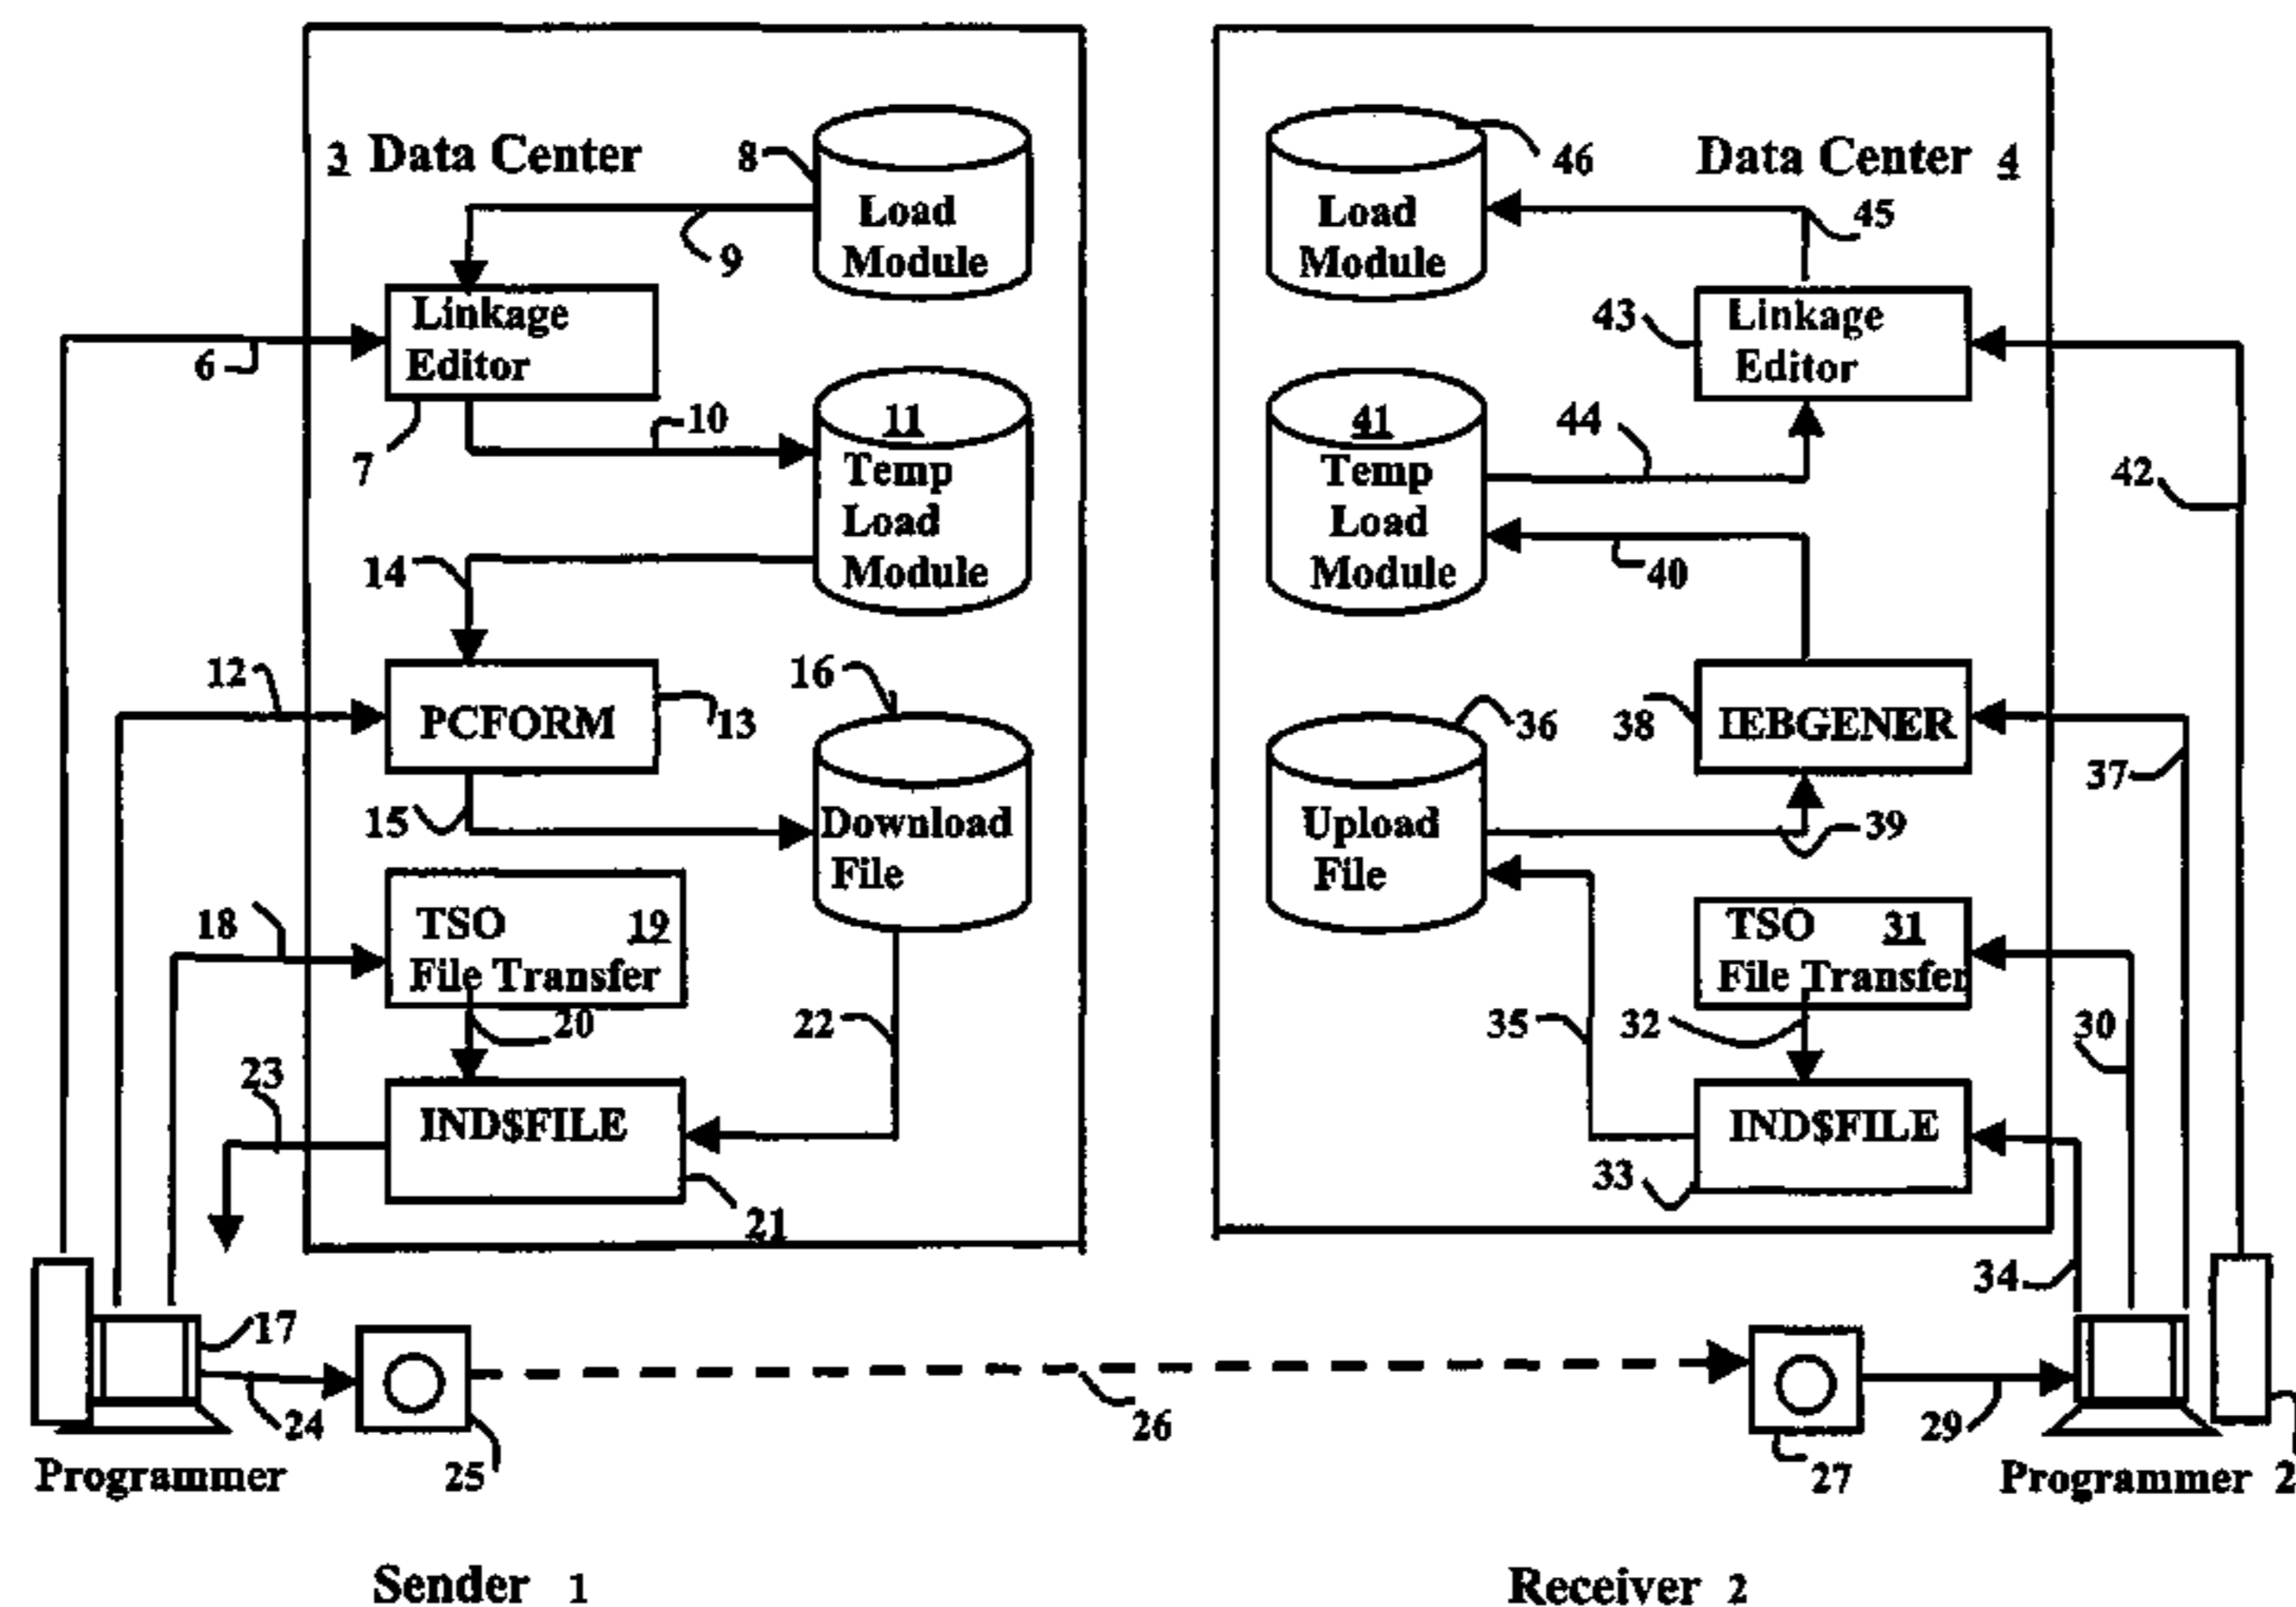 3 Data Center
8
Load
Module
9
Linkage
Editor
6
7
10
11
Temp
Load
Module
14
12
PCFORM
13
16
15
Download
File
18
TSO 19
File Transfer
20
22
23
IND$FILE
21
17
24
25
Programmer
Sender 1
26
46
Data Center 4
Load
Module
45
43
Linkage
Editor
41
Temp
Load
Module
44
42
40
36
38
IEBGENER
37
Upload
File
39
TSO 31
File Transfer
35
32
30
IND$FILE
33
34
27
29
Programmer 2
Receiver 2